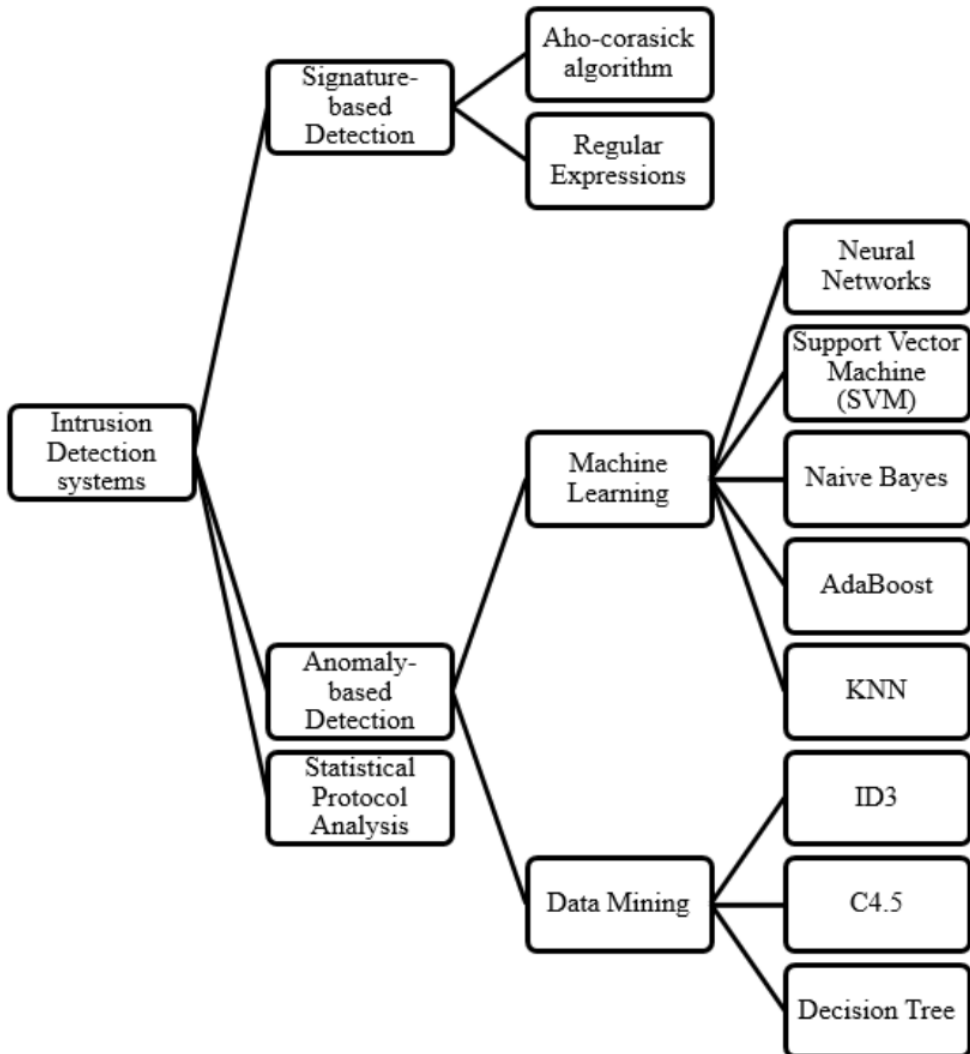 Aho-corasick
algorithm
Signature-
based
Detection
Regular
Expressions
Neural
Networks
Support Vector
Machine
(SVM)
Intrusion
Detection
systems
Machine
Learning
Naive Bayes
AdaBoost
Anomaly-
based
Detection
KNN
Statistical
Protocol
Analysis
ID3
Data Mining
C4.5
Decision Tree